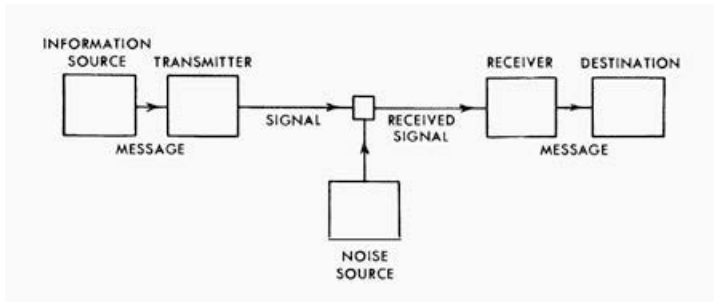 INFORMATION
SOURCE
TRANSMITTER
RECEIVER
DESTINATION
SIGNAL
RECEIVED
SIGNAL
MESSAGE
MESSAGE
NOISE
SOURCE